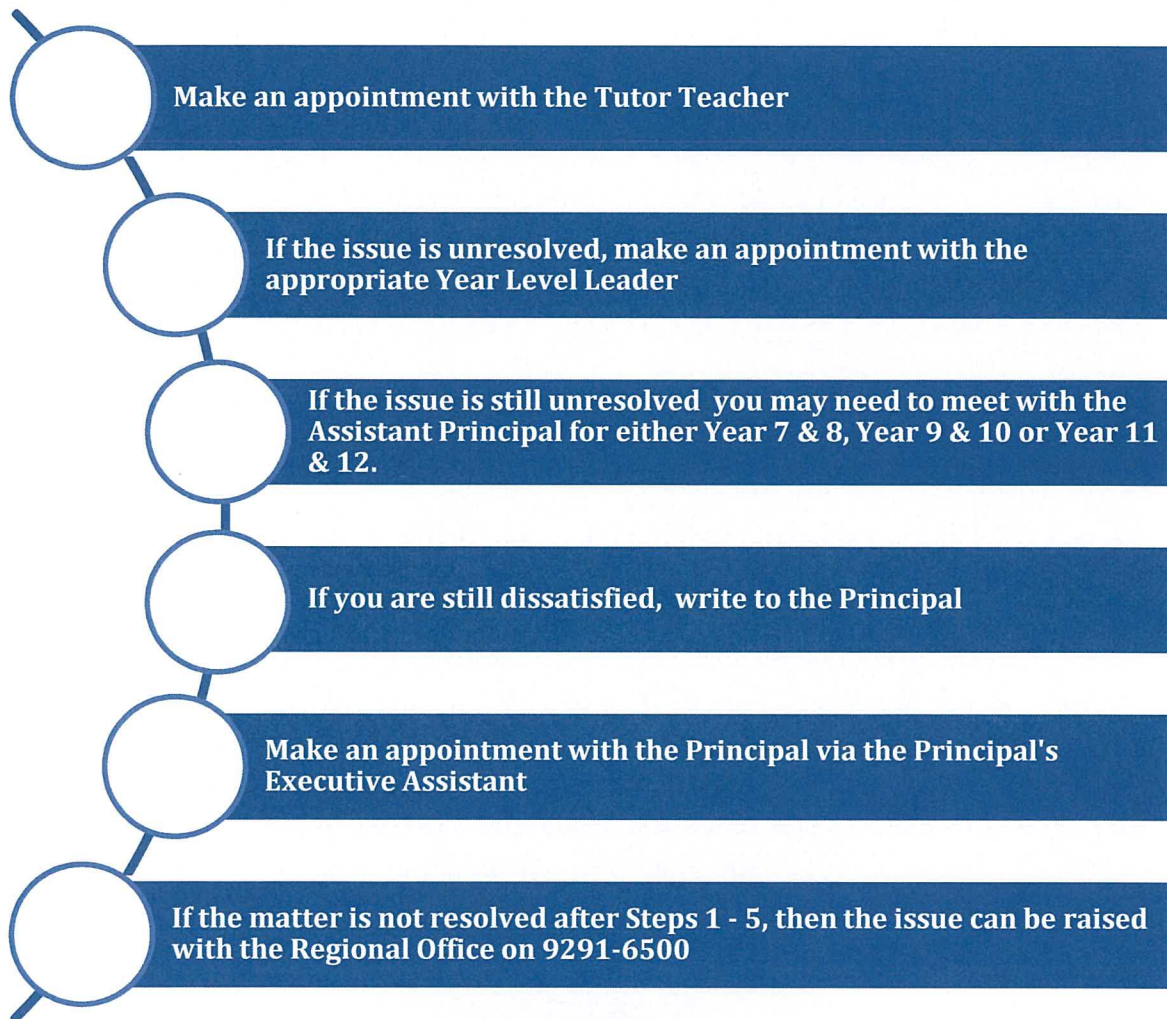 Make an appointment with the Tutor Teacher
If the issue is unresolved, make an appointment with the
appropriate Year Level Leader
If the issue is still unresolved you may need to meet with the
Assistant Principal for either Year 7 & 8, Year 9 & 10 or Year 11
& 12.
If you are still dissatisfied, write to the Principal
Make an appointment with the Principal via the Principal's
Executive Assistant
If the matter is not resolved after Steps 1 - 5, then the issue can be raised
with the Regional Office on 9291-6500